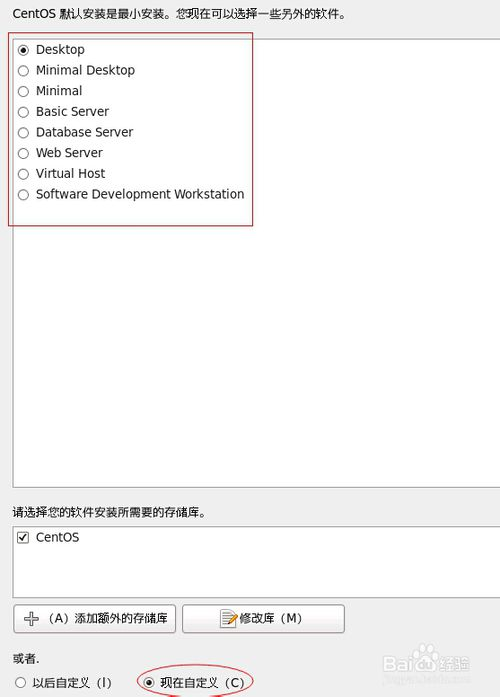 CentOS 默认安装是最小安装。您现在可以选择一些另外的软件。
Desktop
Minimal Desktop
Minimal
Basic Server
Database Server
Web Server
Virtual Host
Software Development Workstation
请选择您的软件安装所需要的存储库。
CentOS
（A）添加额外的存储库 修改库（M）
或者.
以后自定义（l） 现在自定义（C）
Baidu 经验
jingyan.baidu.com